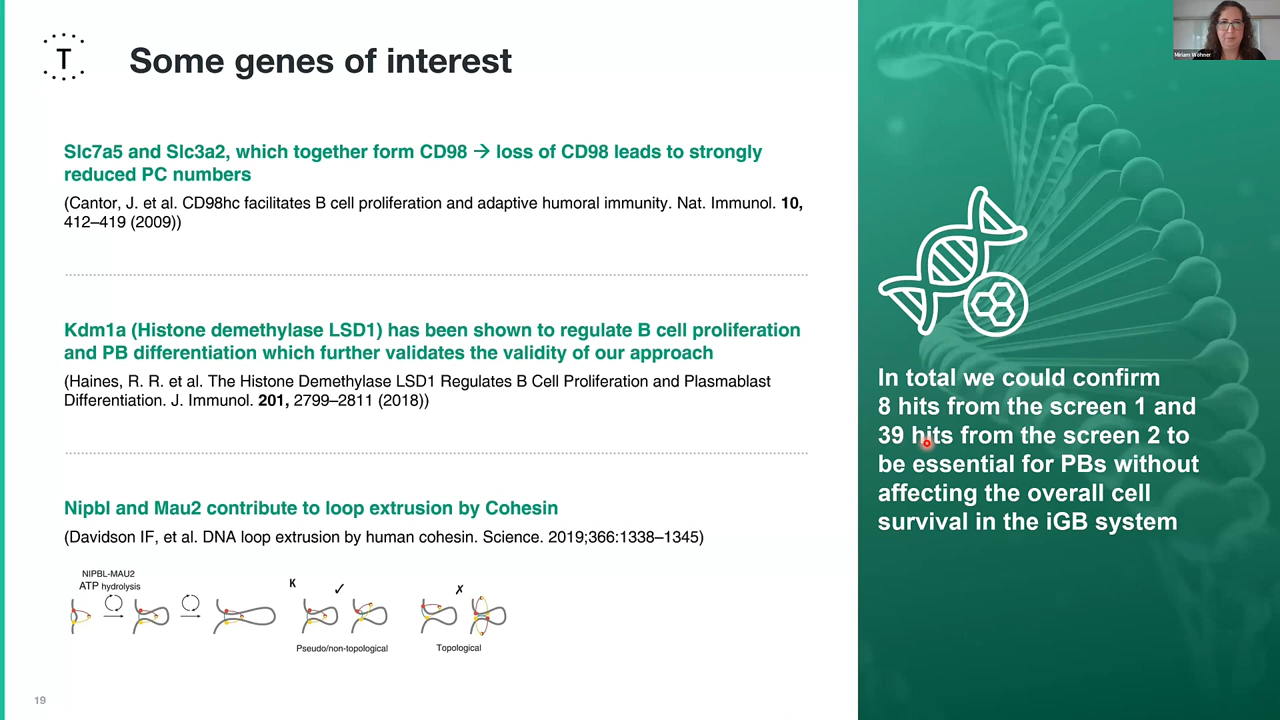 T
Some genes of interest
Slc7a5 and Slc3a2, which together form CD98 → loss of CD98 leads to strongly
reduced PC numbers
(Cantor, J. et al. CD98hc facilitates B cell proliferation and adaptive humoral immunity. Nat. Immunol. 10,
412–419 (2009))
Kdm1a (Histone demethylase LSD1) has been shown to regulate B cell proliferation
and PB differentiation which further validates the validity of our approach
(Haines, R. R. et al. The Histone Demethylase LSD1 Regulates B Cell Proliferation and Plasmablast
Differentiation. J. Immunol. 201, 2799–2811 (2018))
Nipbl and Mau2 contribute to loop extrusion by Cohesin
(Davidson IF, et al. DNA loop extrusion by human cohesin. Science. 2019;366:1338–1345)
NIPBL-MAU2
ATP hydrolysis
K
✓
✗
Pseudo/non-topological
Topological
19
In total we could confirm
8 hits from the screen 1 and
39 hits from the screen 2 to
be essential for PBs without
affecting the overall cell
survival in the iGB system
Miriam Wöhner